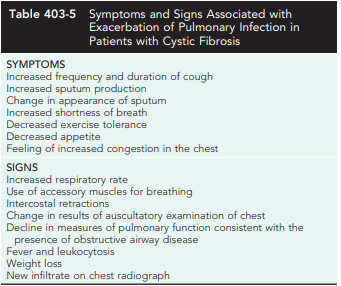 Table 403-5 Symptoms and Signs Associated with
Exacerbation of Pulmonary Infection in
Patients with Cystic Fibrosis
SYMPTOMS
Increased frequency and duration of cough
Increased sputum production
Change in appearance of sputum
Increased shortness of breath
Decreased exercise tolerance
Decreased appetite
Feeling of increased congestion in the chest
SIGNS
Increased respiratory rate
Use of accessory muscles for breathing
Intercostal retractions
Change in results of auscultatory examination of chest
Decline in measures of pulmonary function consistent with the
presence of obstructive airway disease
Fever and leukocytosis
Weight loss
New infiltrate on chest radiograph